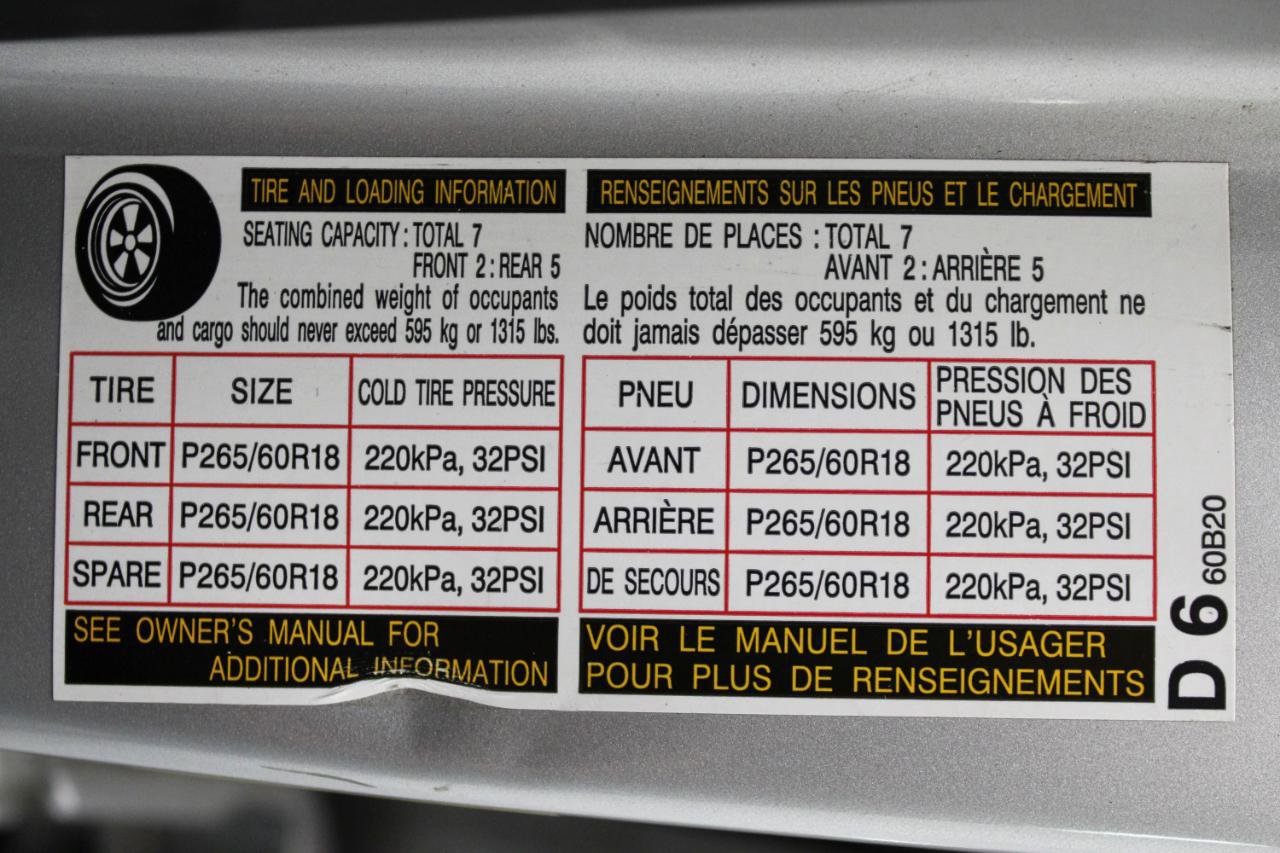 TIRE AND LOADING INFORMATION
SEATING CAPACITY : TOTAL 7
FRONT 2 : REAR 5
The combined weight of occupants
and cargo should never exceed 595 kg or 1315 lbs.
TIRE SIZE COLD TIRE PRESSURE
FRONT P265/60R18 220kPa, 32PSI
REAR P265/60R18 220kPa, 32PSI
SPARE P265/60R18 220kPa, 32PSI
SEE OWNER'S MANUAL FOR
ADDITIONAL INFORMATION
RENSEIGNEMENTS SUR LES PNEUS ET LE CHARGEMENT
NOMBRE DE PLACES : TOTAL 7
AVANT 2 : ARRIÈRE 5
Le poids total des occupants et du chargement ne
doit jamais dépasser 595 kg ou 1315 lb.
PNEU DIMENSIONS PRESSION DES
PNEUS À FROID
AVANT P265/60R18 220kPa, 32PSI
ARRIÈRE P265/60R18 220kPa, 32PSI
DE SECOURS P265/60R18 220kPa, 32PSI
VOIR LE MANUEL DE L'USAGER
POUR PLUS DE RENSEIGNEMENTS
D 6 60B20